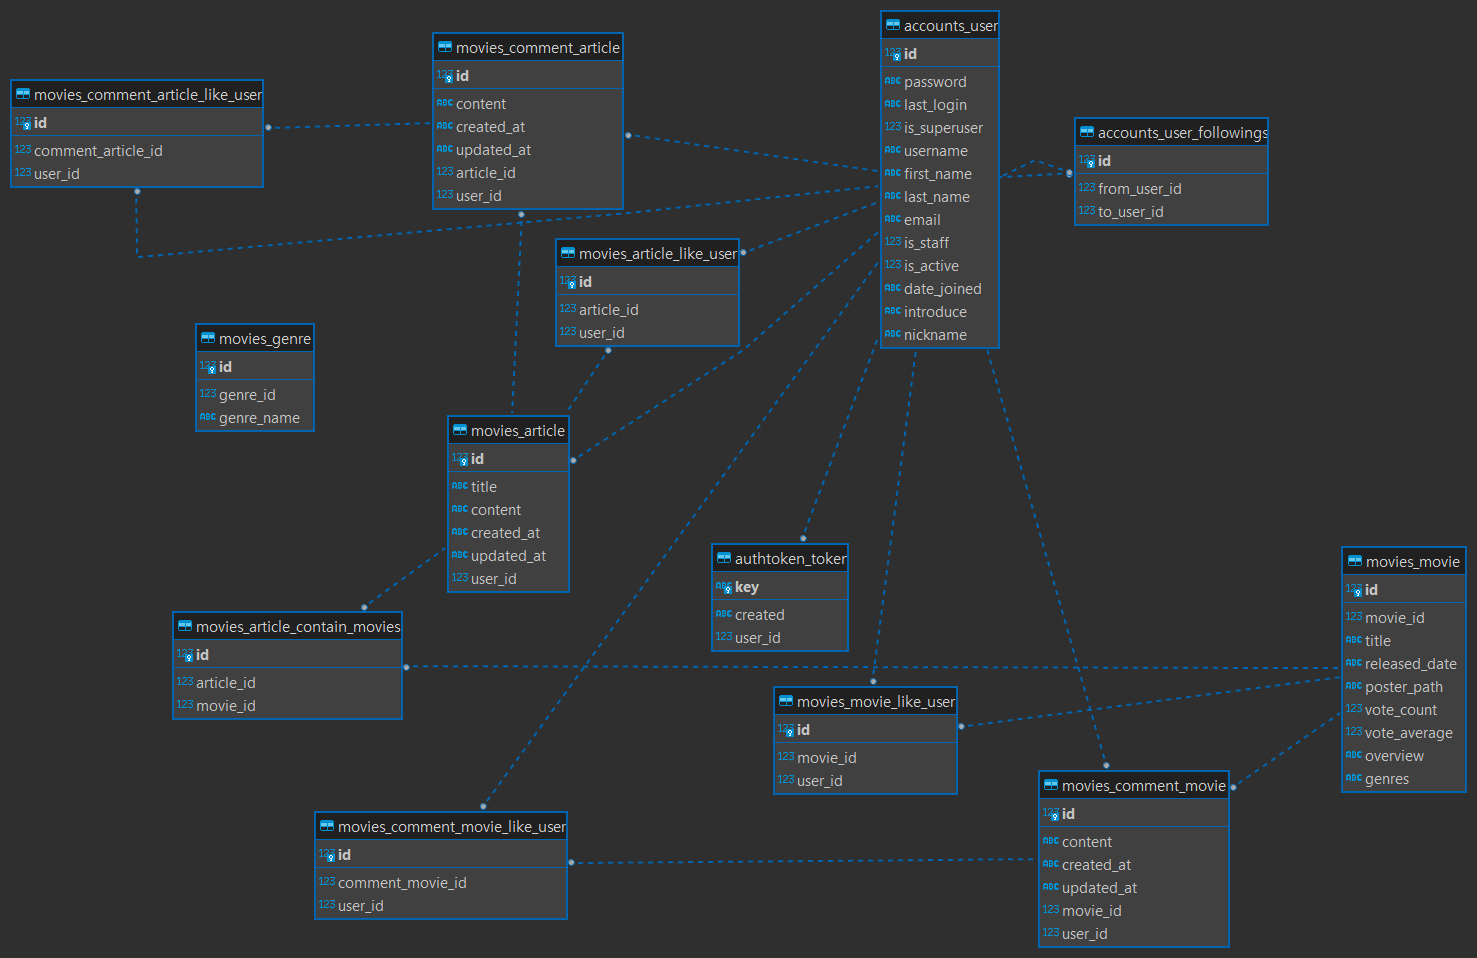 accounts_user
123 id
ABC password
ABC last_login
123 is_superuser
ABC username
ABC first_name
ABC last_name
ABC email
123 is_staff
123 is_active
ABC date_joined
ABC introduce
ABC nickname
movies_comment_article
123 id
ABC content
ABC created_at
ABC updated_at
123 article_id
123 user_id
movies_comment_article_like_user
123 id
123 comment_article_id
123 user_id
accounts_user_followings
123 id
123 from_user_id
123 to_user_id
movies_article_like_user
123 id
123 article_id
123 user_id
movies_genre
123 id
123 genre_id
ABC genre_name
movies_article
123 id
ABC title
ABC content
ABC created_at
ABC updated_at
123 user_id
authtoken_token
ABC key
ABC created
123 user_id
movies_movie
123 id
123 movie_id
ABC title
ABC released_date
ABC poster_path
123 vote_count
123 vote_average
ABC overview
ABC genres
movies_article_contain_movies
123 id
123 article_id
123 movie_id
movies_movie_like_user
123 id
123 movie_id
123 user_id
movies_comment_movie
123 id
ABC content
ABC created_at
ABC updated_at
123 movie_id
123 user_id
movies_comment_movie_like_user
123 id
123 comment_movie_id
123 user_id